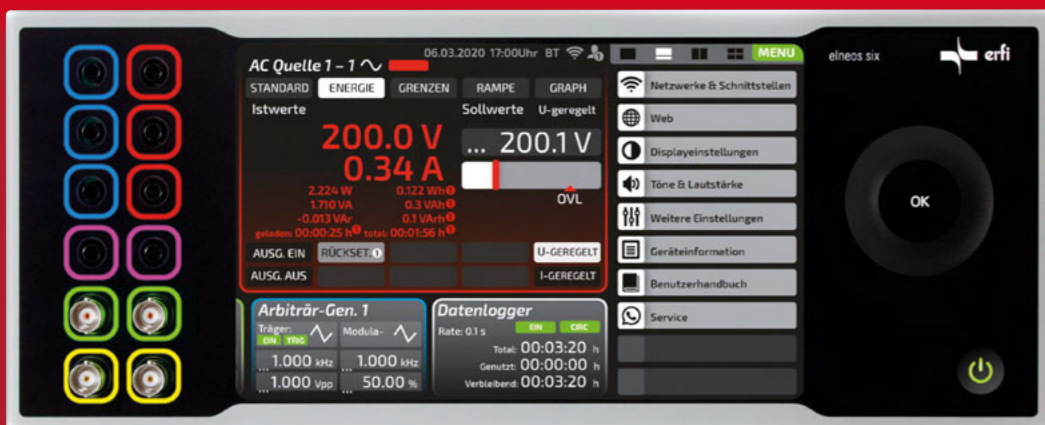 06.03.2020 17:00Uhr BT
AC Quelle 1 – 1
STANDARD ENERGIE GRENZEN RAMPE GRAPH
Istwerte Sollwerte U-geregelt
200.0 V ... 200.1 V
0.34 A
2.224 W 0.122 Wh
1.710 VA 0.3 VAh
OVL
-0.013 VAr 0.1 VArh
geladen: 00:00:25 h total: 00:01:56 h
AUSG. EIN RÜCKSET. U-GEREGELT
AUSG. AUS I-GEREGELT
Arbiträr-Gen. 1
Träger: Modula-
EIN TRIG
... 1.000 kHz ... 1.000 kHz
... 1.000 Vpp ... 50.00 %
Datenlogger
Rate: 0.1 s EIN CIRC
Total: 00:03:20 h
Genutzt: 00:00:00 h
Verbleibend: 00:03:20 h
MENU
Netzwerke & Schnittstellen
Web
Displayeinstellungen
Töne & Lautstärke
Weitere Einstellungen
Geräteinformation
Benutzerhandbuch
Service
elneos six erfi
OK